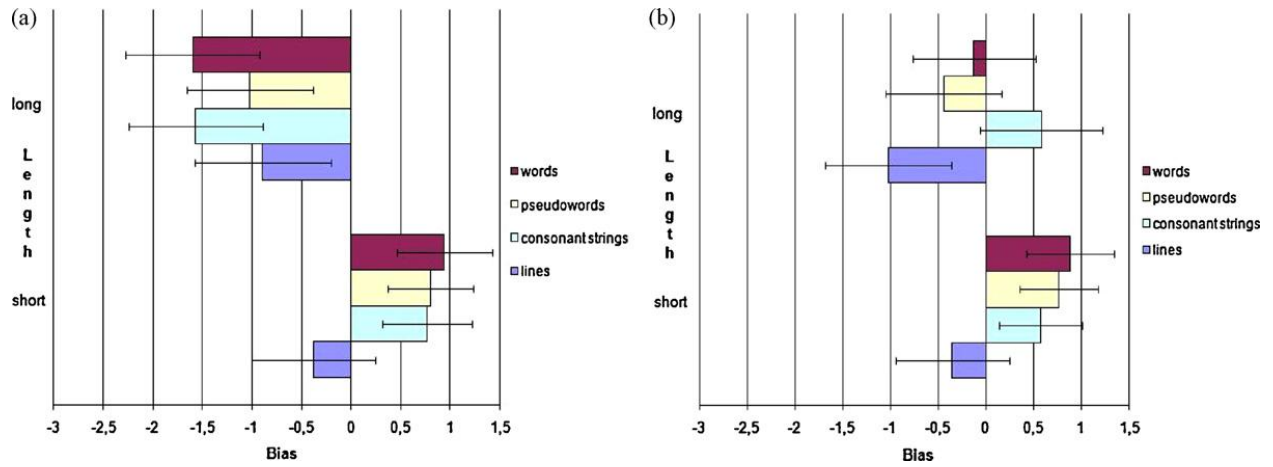 (a)
long
Length
short
words
pseudowords
consonant strings
lines
-3 -2,5 -2 -1,5 -1 -0,5 0 0,5 1 1,5
Bias
(b)
long
Length
short
words
pseudowords
consonant strings
lines
-3 -2,5 -2 -1,5 -1 -0,5 0 0,5 1 1,5
Bias